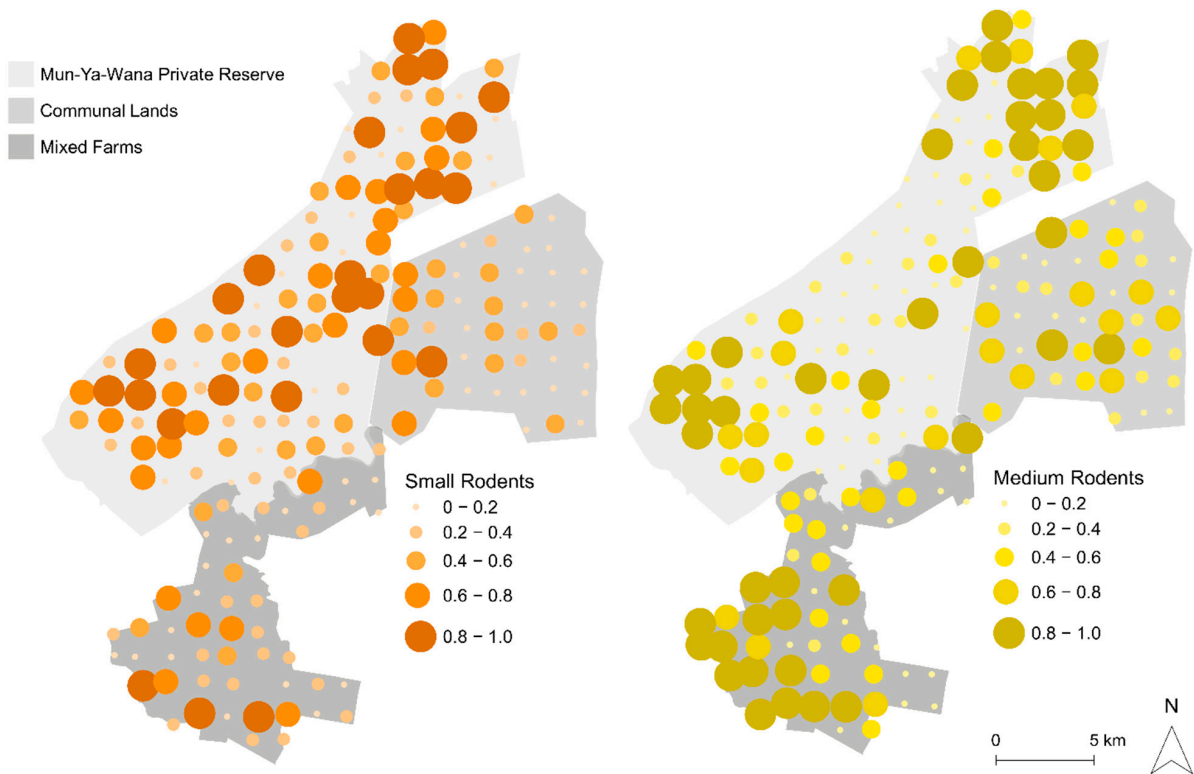 Mun-Ya-Wana Private Reserve
Communal Lands
Mixed Farms
Small Rodents
0 – 0.2
0.2 – 0.4
0.4 – 0.6
0.6 – 0.8
0.8 – 1.0
Medium Rodents
0 – 0.2
0.2 – 0.4
0.4 – 0.6
0.6 – 0.8
0.8 – 1.0
N
0 5 km